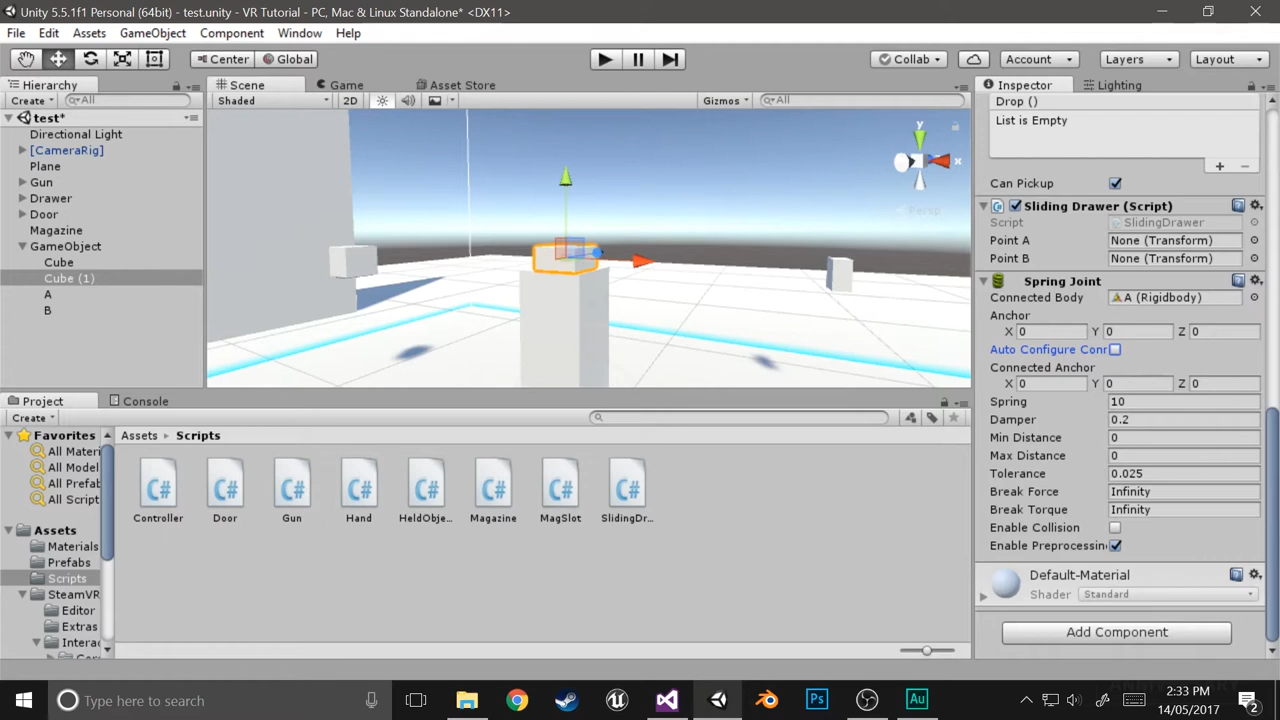 Unity 5.5.1f1 Personal (64bit) - test.unity - VR Tutorial - PC, Mac & Linux Standalone* <DX11>
File Edit Assets GameObject Component Window Help
Center Global Collab Account Layers Layout
Hierarchy Scene Game Asset Store Inspector Lighting
Create All Shaded 2D Gizmos All Drop ()
test*
List is Empty
Directional Light
[CameraRig]
Plane
Gun
Drawer
Door
Magazine
GameObject
Cube
Cube (1)
A
B
y
x
Persp
Can Pickup
Sliding Drawer (Script)
Script SlidingDrawer
Point A None (Transform)
Point B None (Transform)
Spring Joint
Connected Body A (Rigidbody)
Anchor
X 0 Y 0 Z 0
Auto Configure Conr
Connected Anchor
X 0 Y 0 Z 0
Spring 10
Damper 0.2
Min Distance 0
Max Distance 0
Tolerance 0.025
Break Force Infinity
Break Torque Infinity
Enable Collision
Enable Preprocessin
Default-Material
Shader Standard
Add Component
Project Console
Create
Favorites
All Materi
All Model
All Prefab
All Script
Assets
Materials
Prefabs
Scripts
SteamVR
Editor
Extras
Intera
Assets Scripts
C# C# C# C# C# C# C# C#
Controller Door Gun Hand HeldObje... Magazine MagSlot SlidingDr...
Type here to search
Ps
Au
2:33 PM
14/05/2017
2